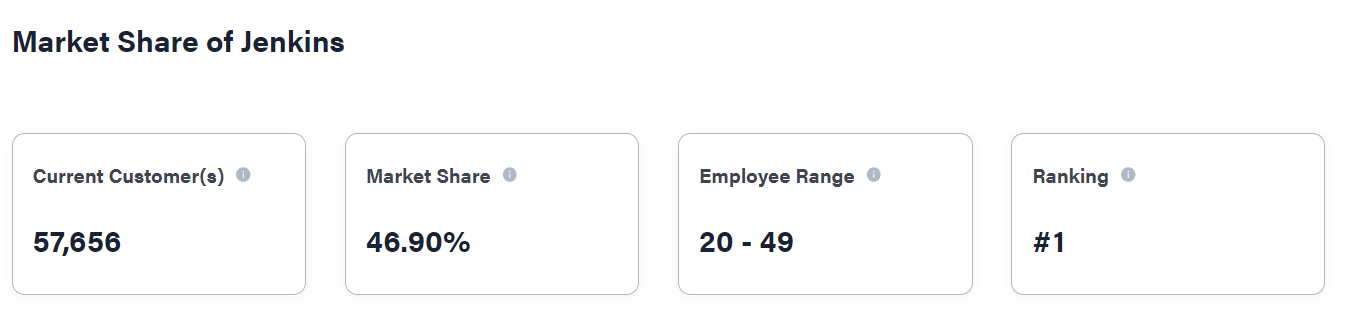 Market Share of Jenkins
Current Customer(s)
57,656
Market Share
46.90%
Employee Range
20 - 49
Ranking
#1